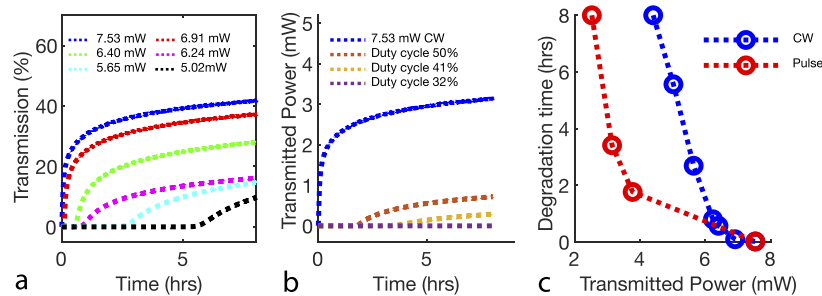 60
40
20
0
Transmission (%)
7.53 mW
6.91 mW
6.40 mW
6.24 mW
5.65 mW
5.02mW
0
5
Time (hrs)
a
5
4
3
2
1
0
Transmitted Power (mW)
7.53 mW CW
Duty cycle 50%
Duty cycle 41%
Duty cycle 32%
0
5
Time (hrs)
b
8
6
4
2
0
Degradation time (hrs)
CW
Pulse
2
4
6
8
Transmitted Power (mW)
c